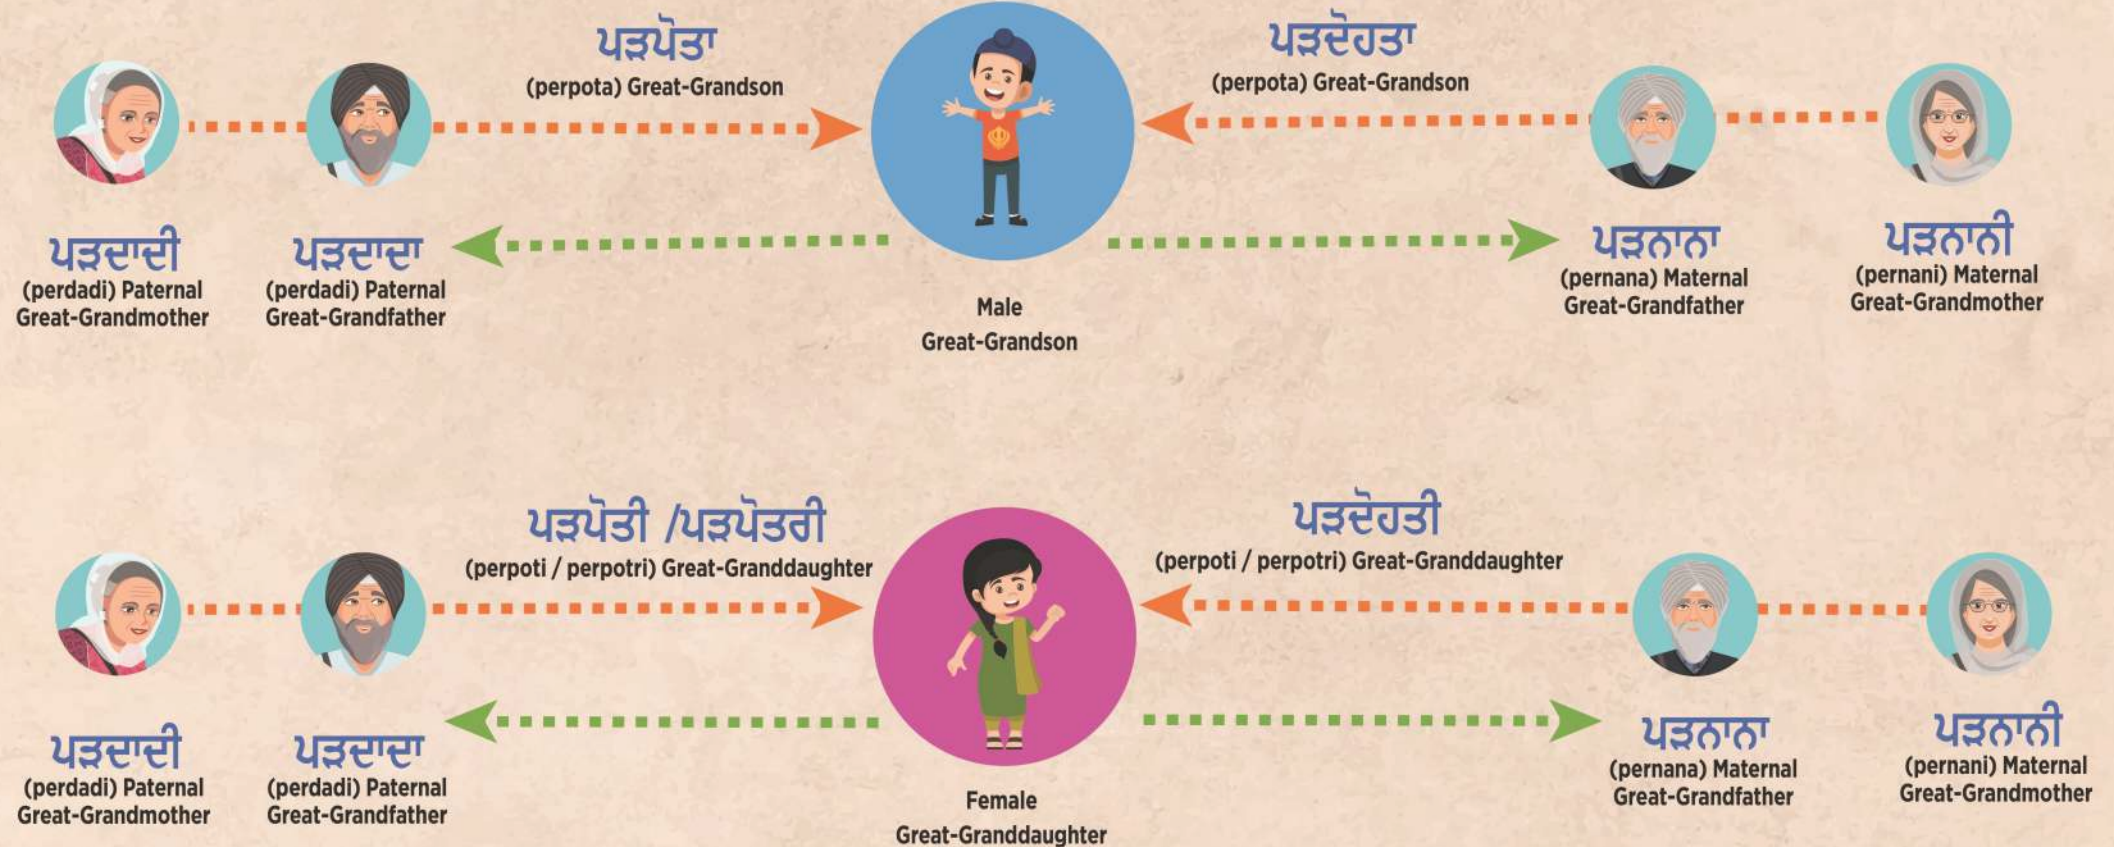 ਪੜਪੋਤਾ
(perpota) Great-Grandson
ਪੜਦੋਹਤਾ
(perpota) Great-Grandson
ਪੜਦਾਦੀ
(perdadi) Paternal
Great-Grandmother
ਪੜਦਾਦਾ
(perdadi) Paternal
Great-Grandfather
Male
Great-Grandson
ਪੜਨਾਨਾ
(pernana) Maternal
Great-Grandfather
ਪੜਨਾਨੀ
(pernani) Maternal
Great-Grandmother
ਪੜਪੋਤੀ /ਪੜਪੋਤਰੀ
(perpoti / perpotri) Great-Granddaughter
ਪੜਦੋਹਤੀ
(perpoti / perpotri) Great-Granddaughter
ਪੜਦਾਦੀ
(perdadi) Paternal
Great-Grandmother
ਪੜਦਾਦਾ
(perdadi) Paternal
Great-Grandfather
Female
Great-Granddaughter
ਪੜਨਾਨਾ
(pernana) Maternal
Great-Grandfather
ਪੜਨਾਨੀ
(pernani) Maternal
Great-Grandmother